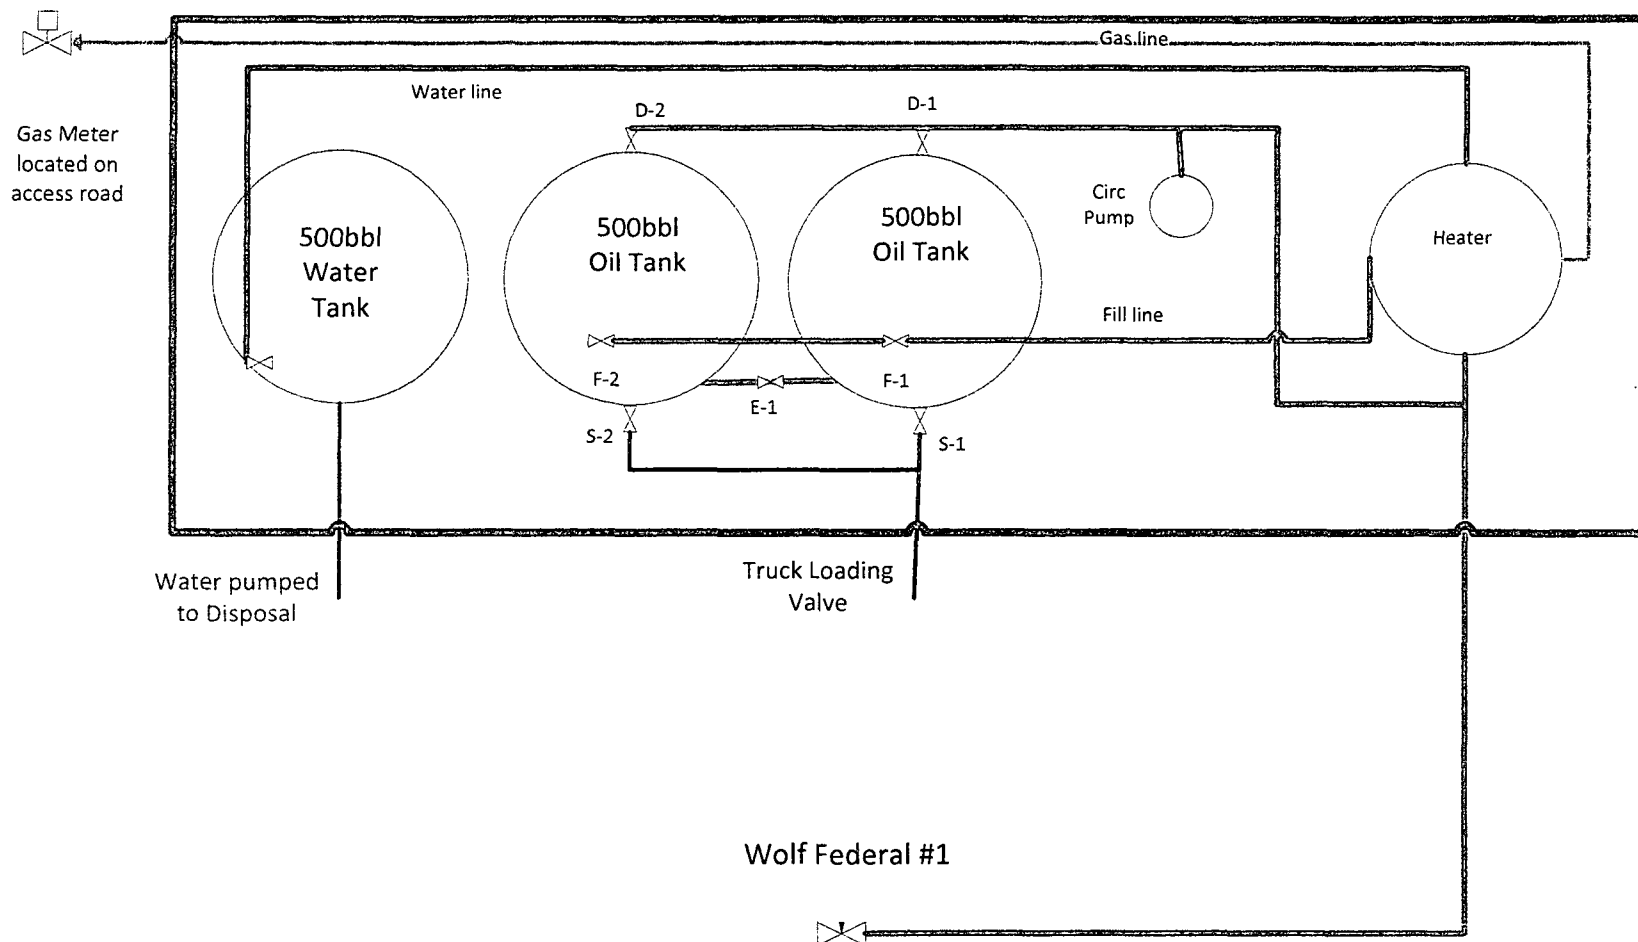 Gas line
Water line
D-2
D-1
Gas Meter
located on
access road
500bbl
Water
Tank
500bbl
Oil Tank
500bbl
Oil Tank
Circ
Pump
Heater
Fill line
F-2
F-1
E-1
S-2
S-1
Water pumped
to Disposal
Truck Loading
Valve
Wolf Federal #1